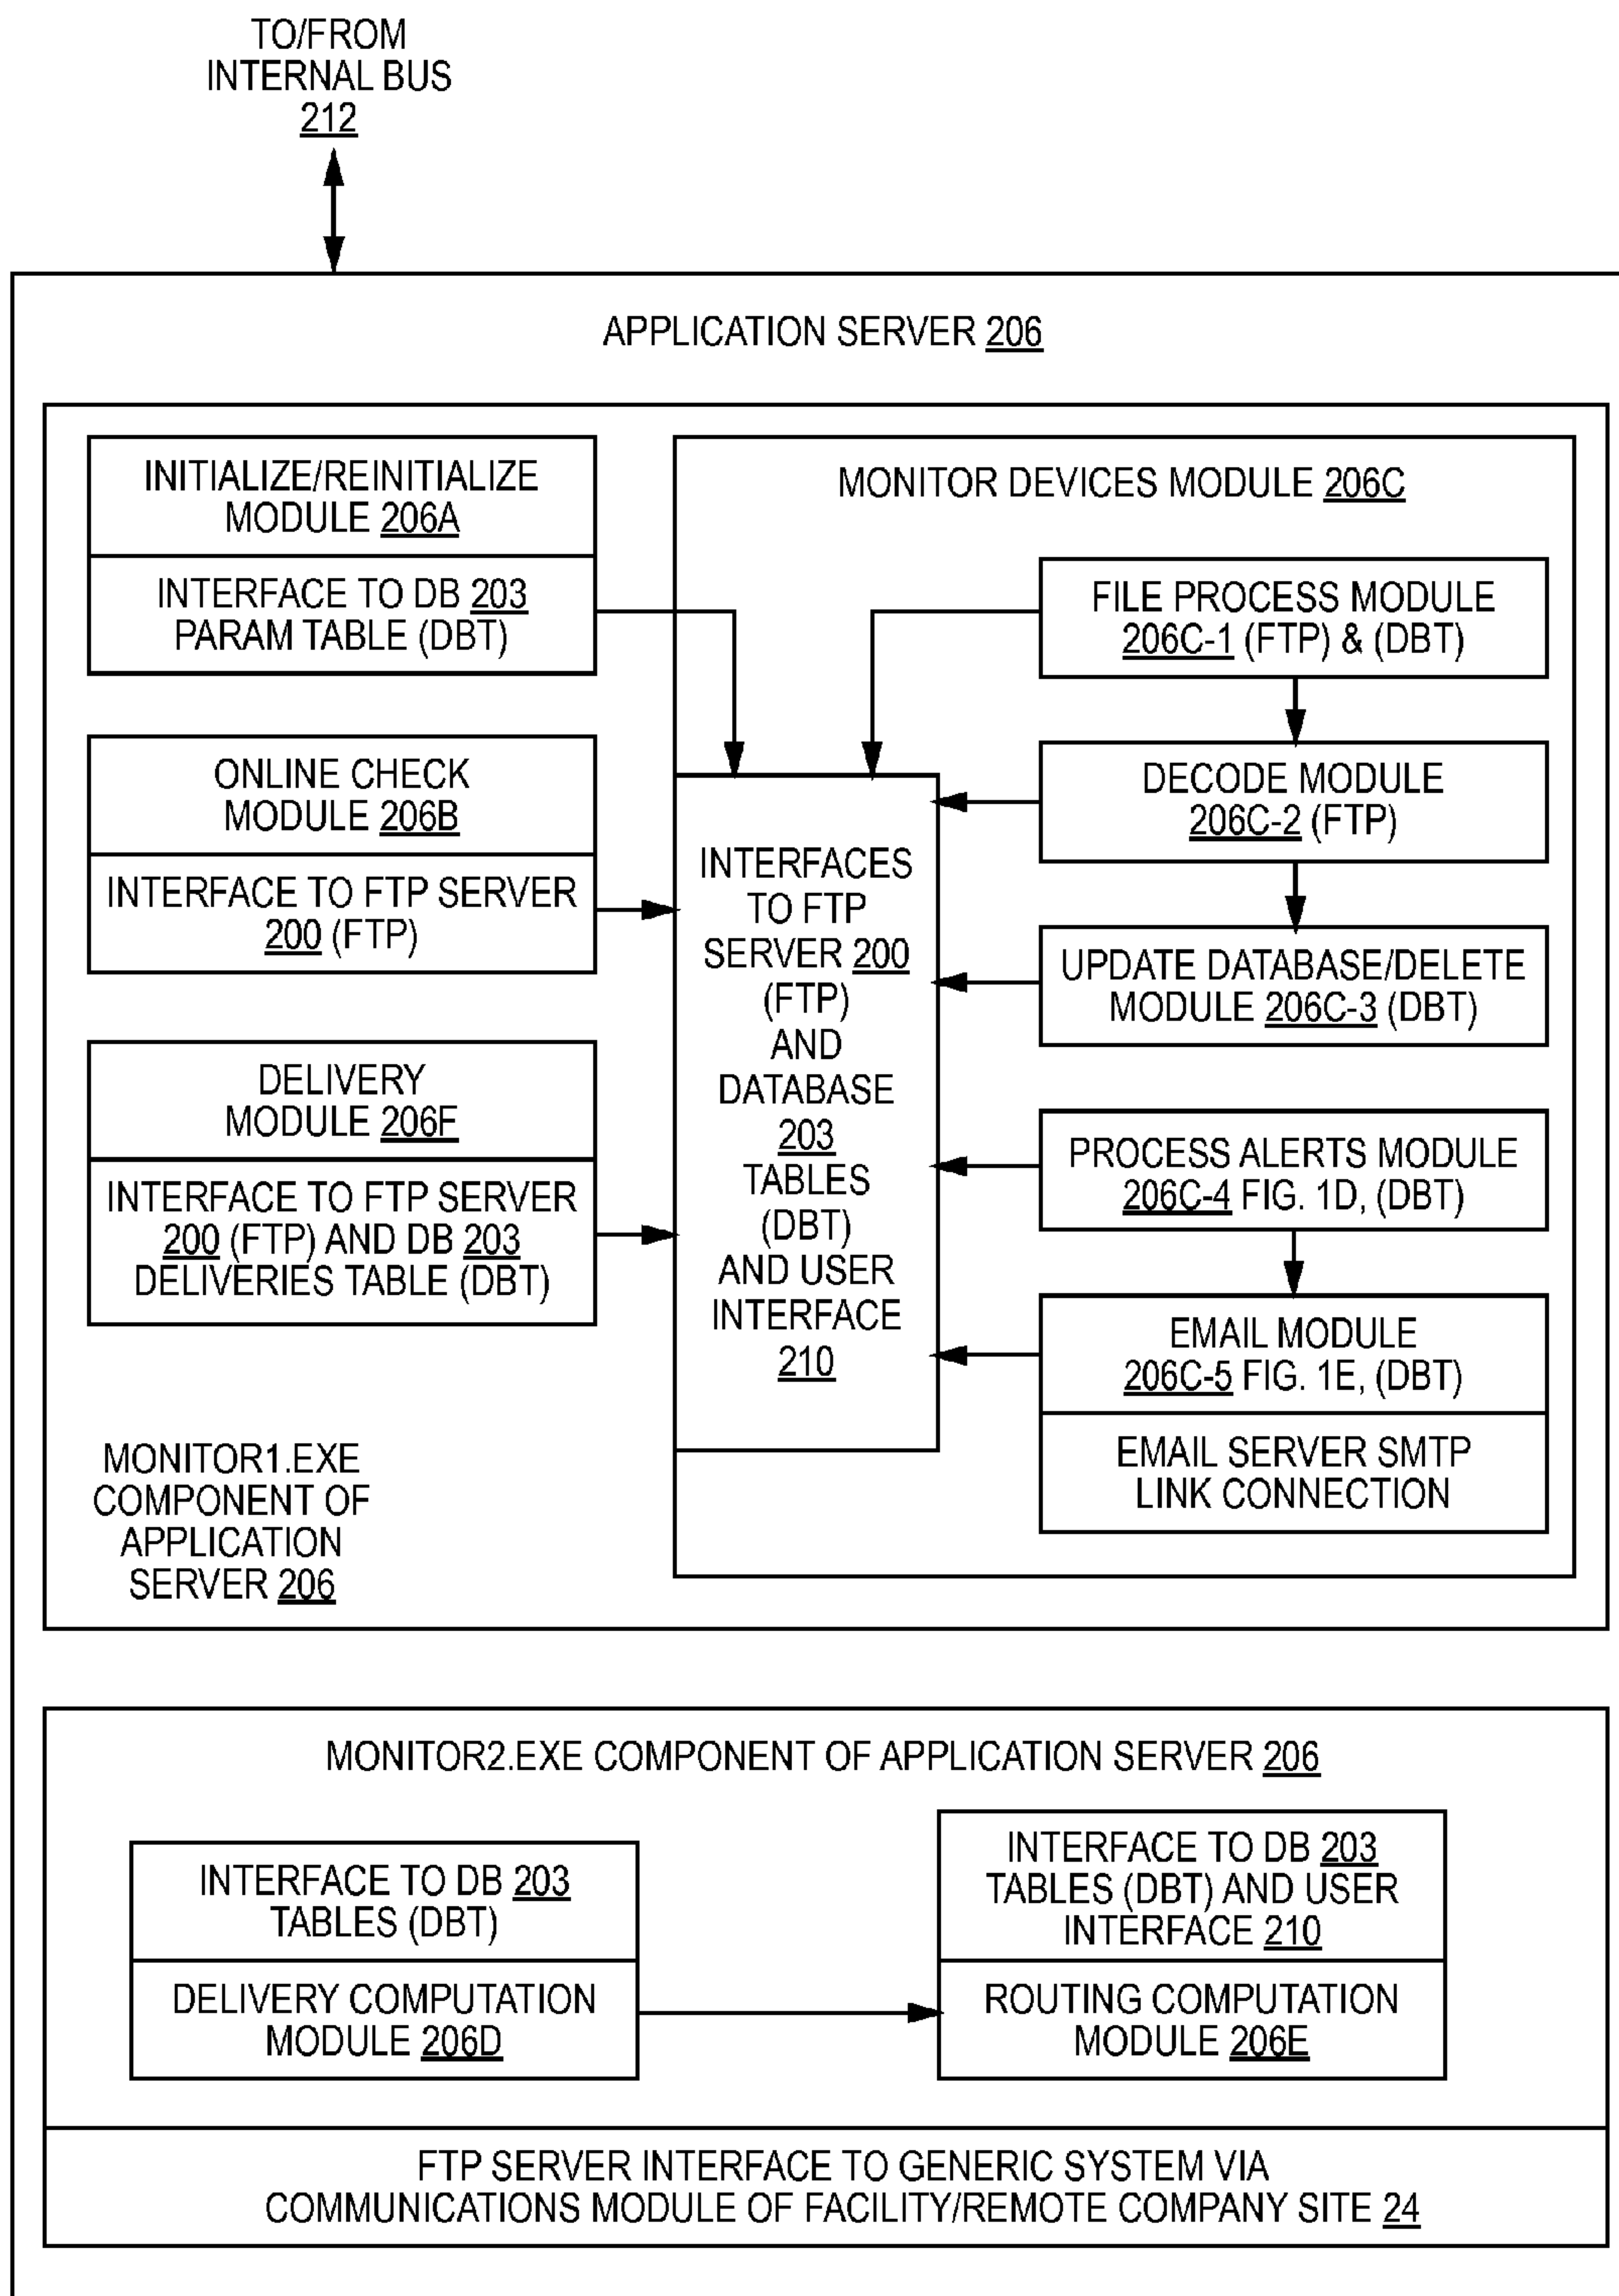 TO/FROM
INTERNAL BUS
212
APPLICATION SERVER 206
INITIALIZE/REINITIALIZE
MODULE 206A
INTERFACE TO DB 203
PARAM TABLE (DBT)
ONLINE CHECK
MODULE 206B
INTERFACE TO FTP SERVER
200 (FTP)
DELIVERY
MODULE 206F
INTERFACE TO FTP SERVER
200 (FTP) AND DB 203
DELIVERIES TABLE (DBT)
MONITOR1.EXE
COMPONENT OF
APPLICATION
SERVER 206
MONITOR DEVICES MODULE 206C
INTERFACES
TO FTP
SERVER 200
(FTP)
AND
DATABASE
203
TABLES
(DBT)
AND USER
INTERFACE
210
FILE PROCESS MODULE
206C-1 (FTP) & (DBT)
DECODE MODULE
206C-2 (FTP)
UPDATE DATABASE/DELETE
MODULE 206C-3 (DBT)
PROCESS ALERTS MODULE
206C-4 FIG. 1D, (DBT)
EMAIL MODULE
206C-5 FIG. 1E, (DBT)
EMAIL SERVER SMTP
LINK CONNECTION
MONITOR2.EXE COMPONENT OF APPLICATION SERVER 206
INTERFACE TO DB 203
TABLES (DBT)
DELIVERY COMPUTATION
MODULE 206D
INTERFACE TO DB 203
TABLES (DBT) AND USER
INTERFACE 210
ROUTING COMPUTATION
MODULE 206E
FTP SERVER INTERFACE TO GENERIC SYSTEM VIA
COMMUNICATIONS MODULE OF FACILITY/REMOTE COMPANY SITE 24